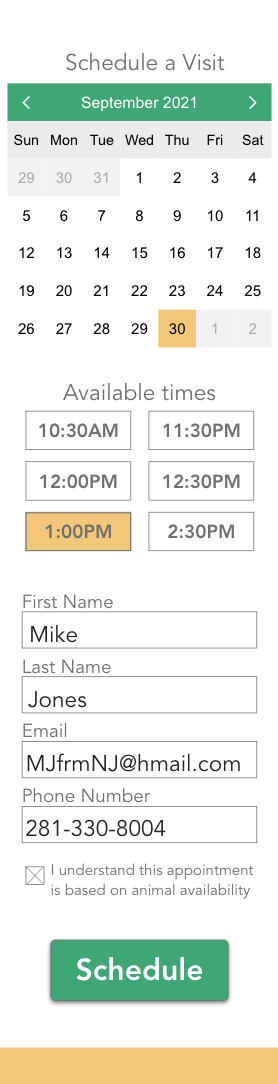 Schedule a Visit
September 2021
Sun Mon Tue Wed Thu Fri Sat
29 30 31 1 2 3 4
5 6 7 8 9 10 11
12 13 14 15 16 17 18
19 20 21 22 23 24 25
26 27 28 29 30 1 2
Available times
10:30AM 11:30PM
12:00PM 12:30PM
1:00PM 2:30PM
First Name
Mike
Last Name
Jones
Email
MJfrmNJ@hmail.com
Phone Number
281-330-8004
I understand this appointment
is based on animal availability
Schedule